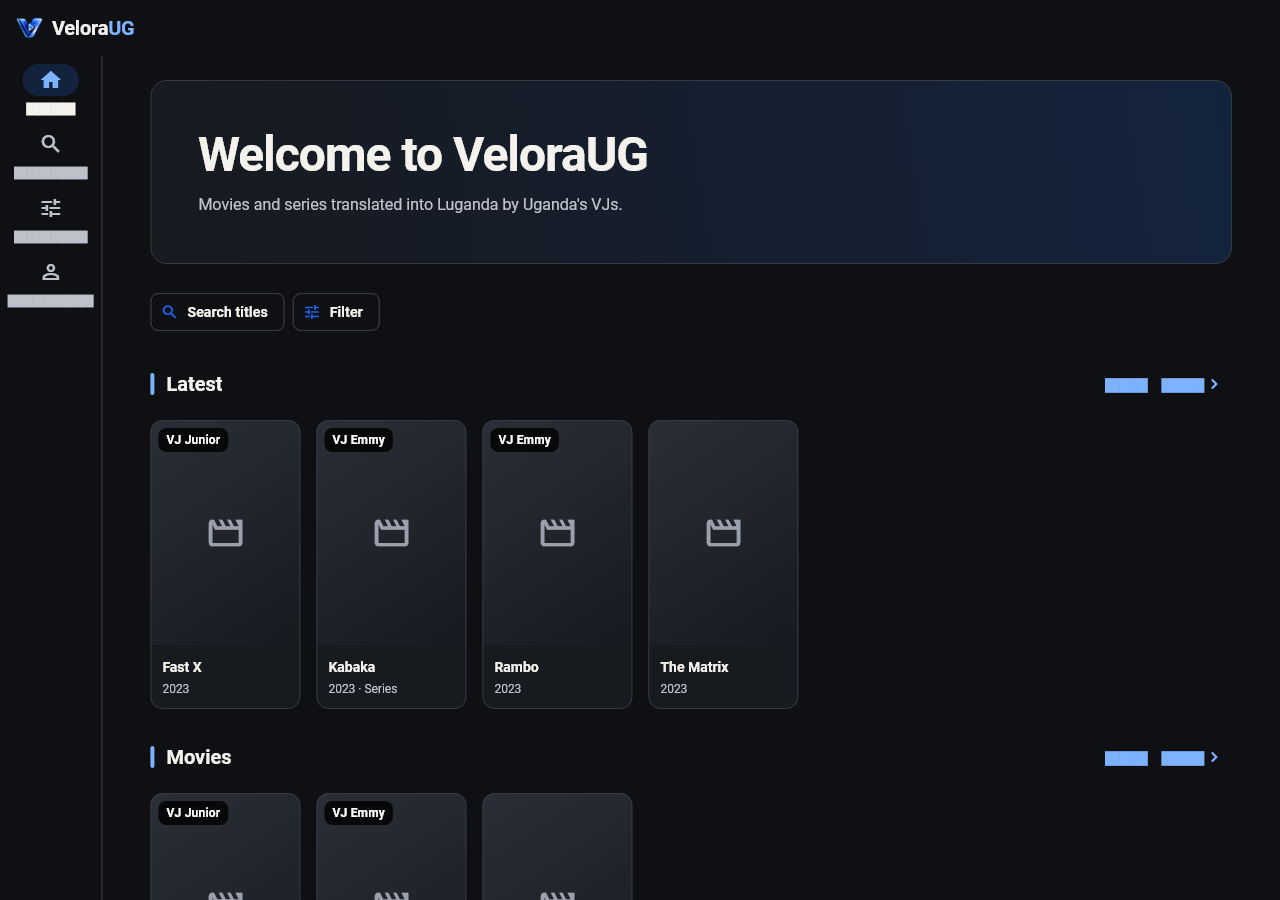 VeloraUG
Welcome to VeloraUG
Movies and series translated into Luganda by Uganda's VJs.
Search titles
Filter
Latest
VJ Junior
VJ Emmy
VJ Emmy
Fast X
Kabaka
Rambo
The Matrix
2023
2023 · Series
2023
2023
Movies
VJ Junior
VJ Emmy